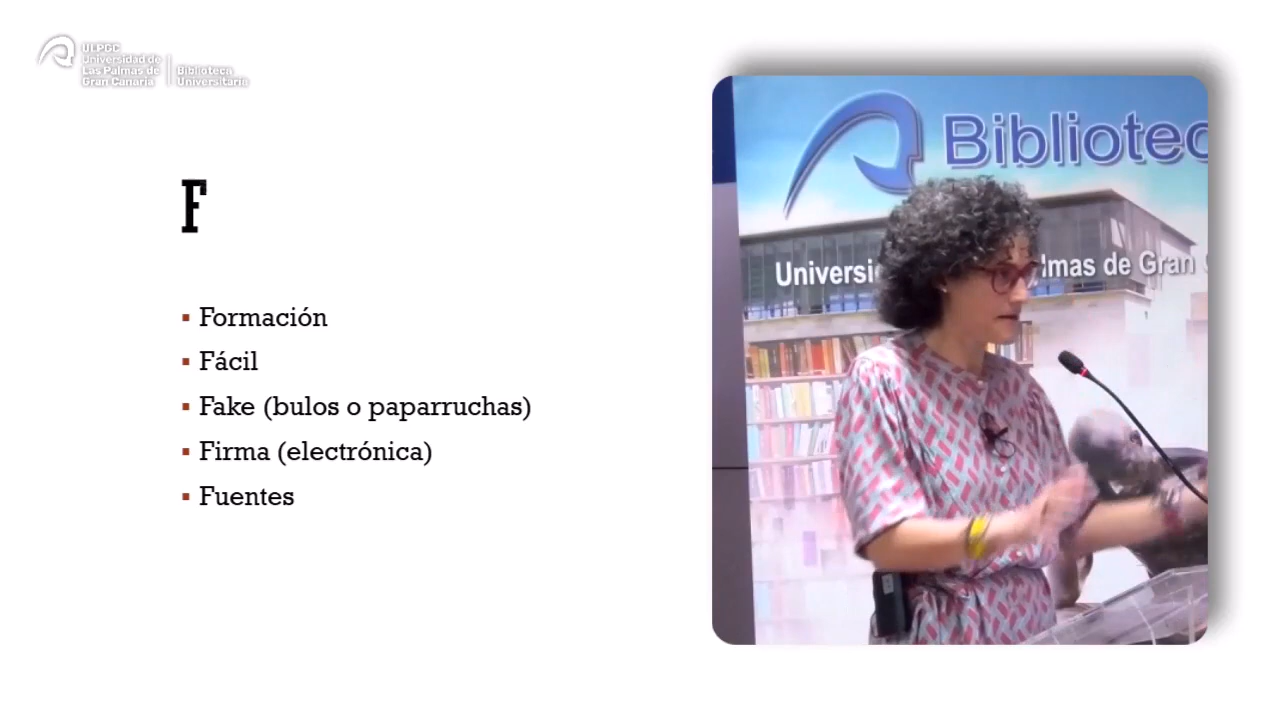 ULPGC
Universidad de
Las Palmas de
Gran Canaria
Biblioteca
Universitaria
F
Formación
Fácil
Fake (bulos o paparruchas)
Firma (electrónica)
Fuentes
Bibliotec
Universi lmas de Gran